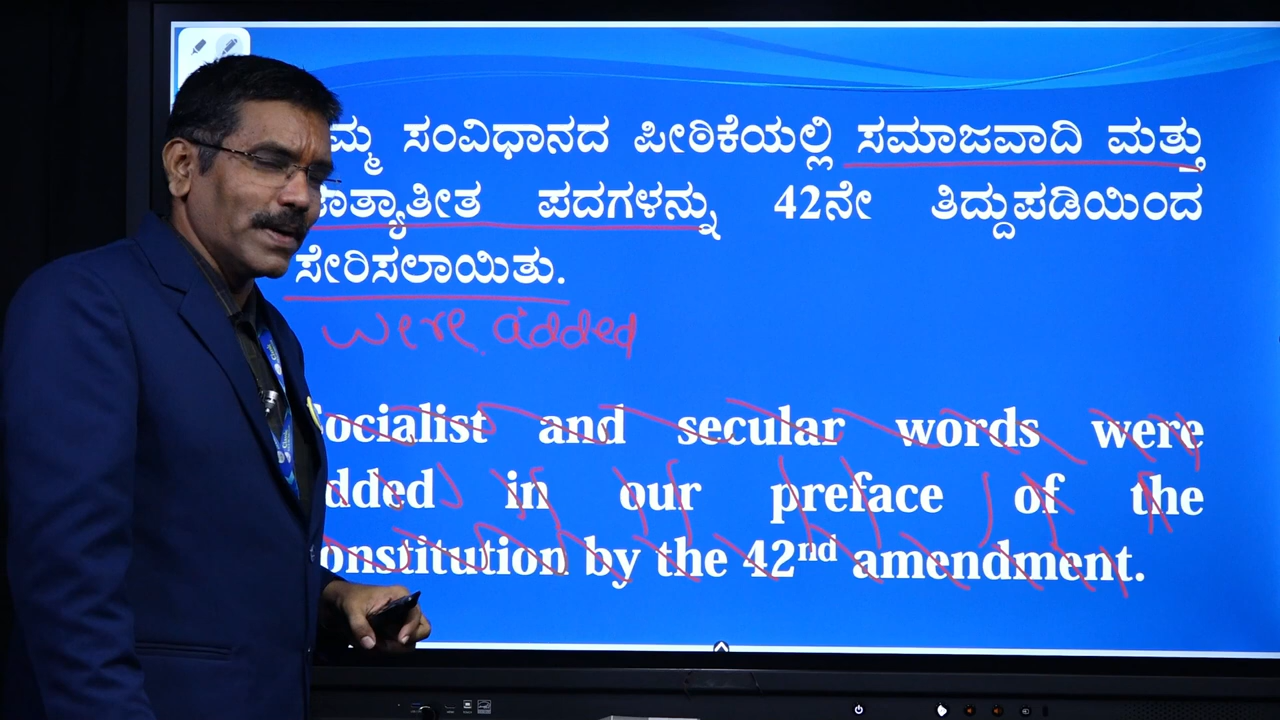 ಸಂವಿಧಾನದ ಪೀಠಿಕೆಯಲ್ಲಿ ಸಮಾಜವಾದಿ ಮತ್ತು
ಪದಗಳನ್ನು 42ನೇ ತಿದ್ದುಪಡಿಯಿಂದ
ಸೇರಿಸಲಾಯಿತು.
were added
Socialist and secular words were
dded in our preface of the
onstitution by the 42nd amendment.